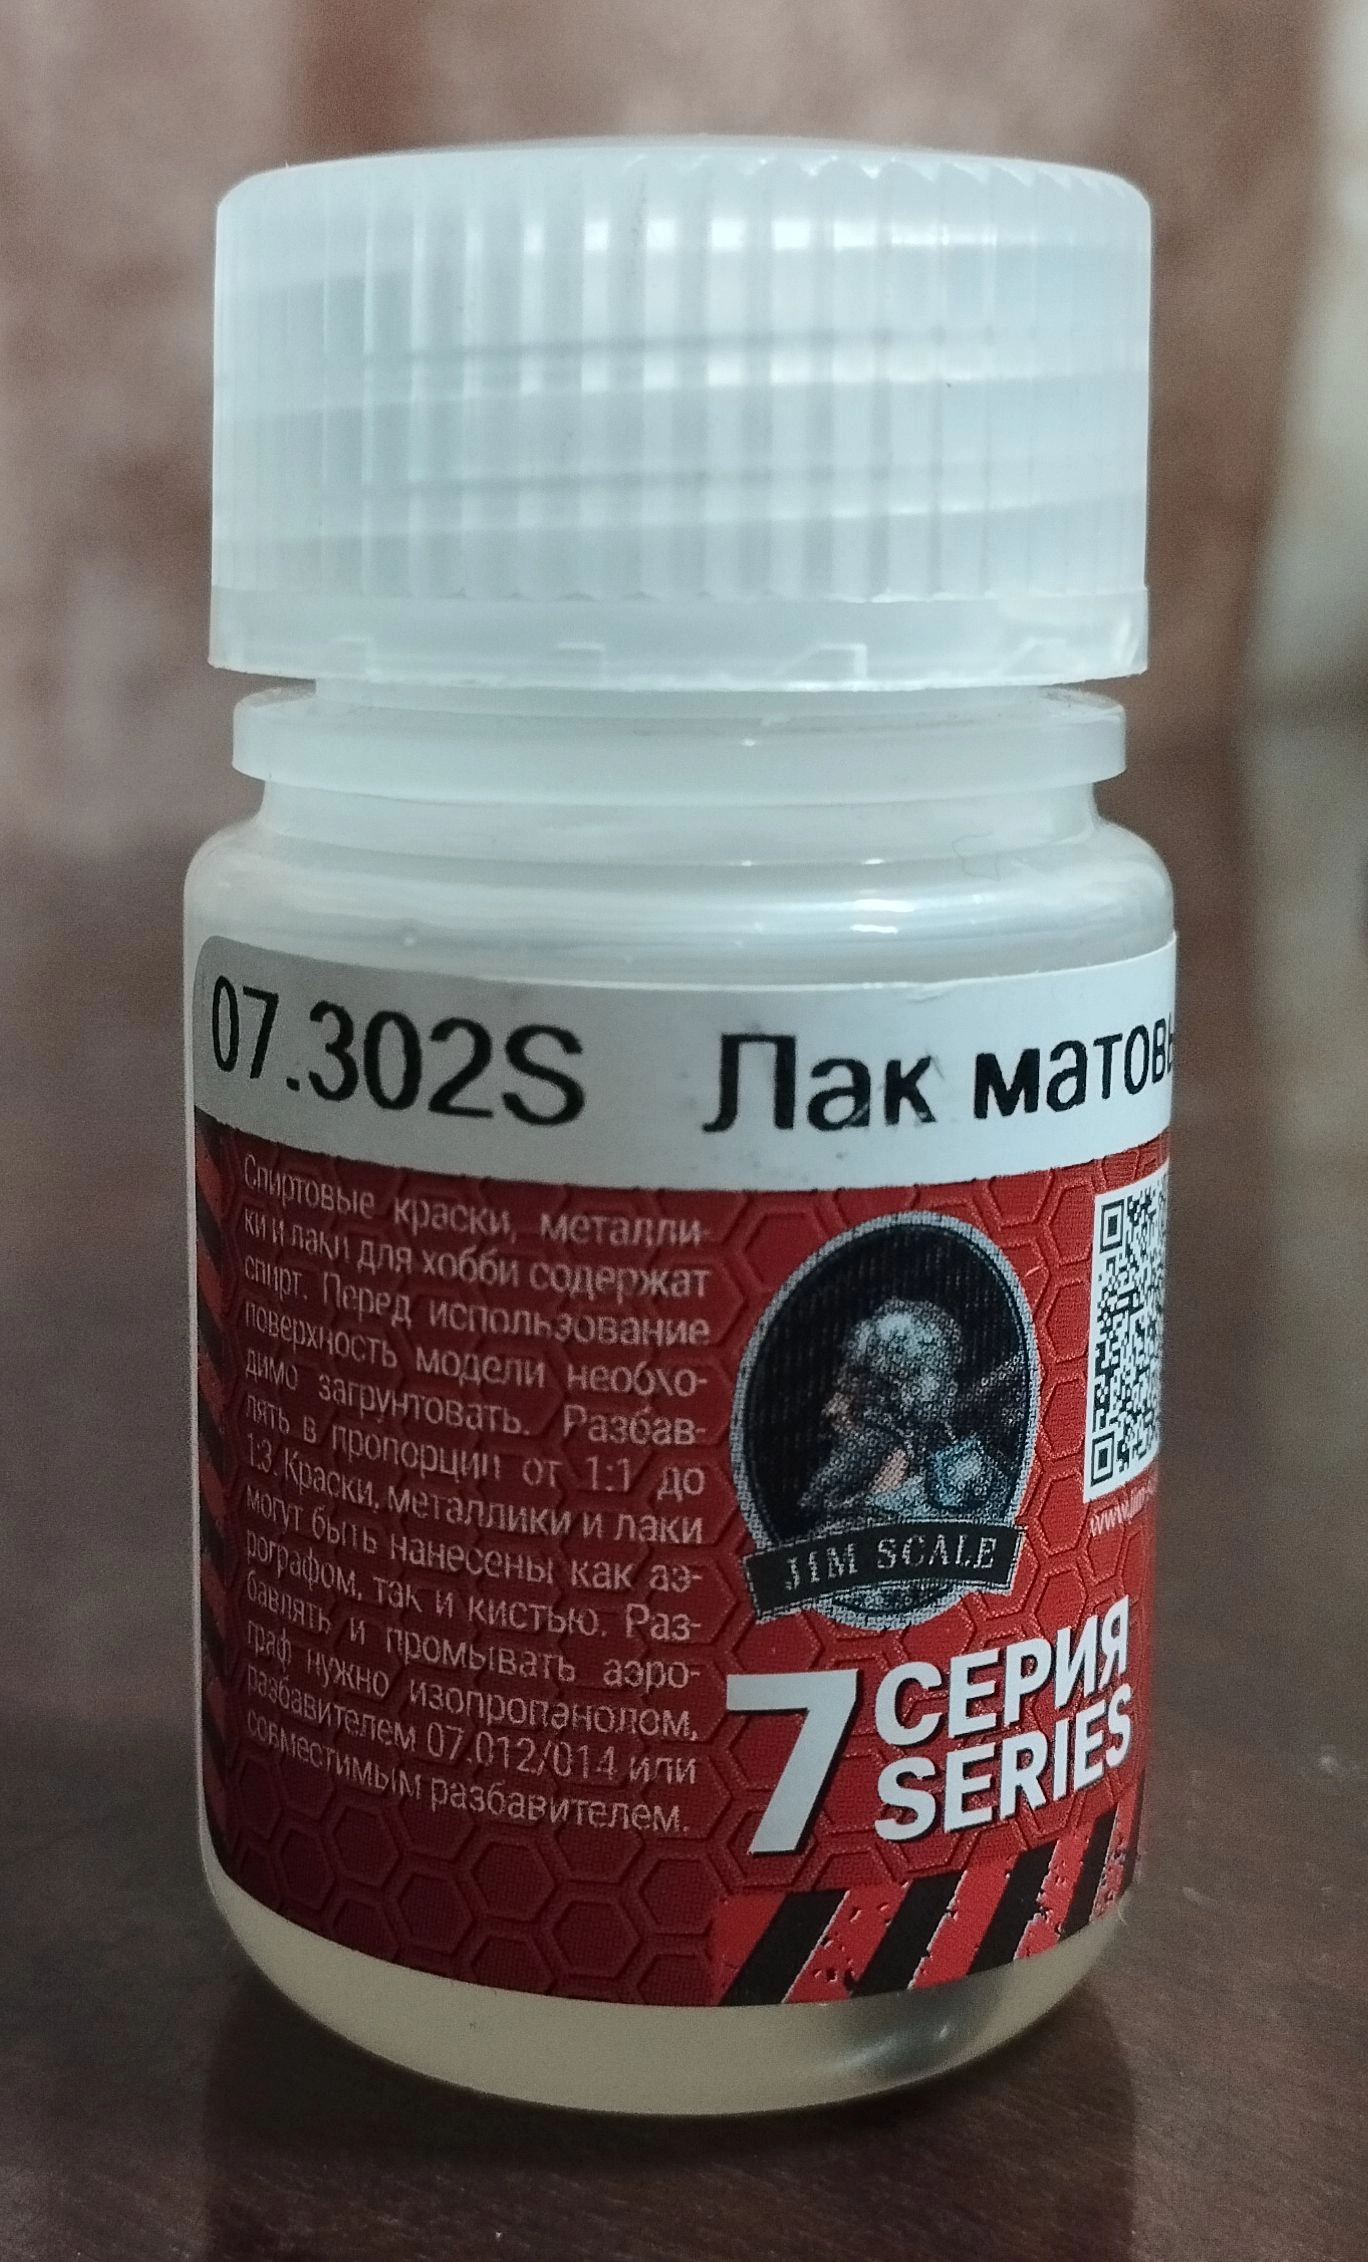 07.302S Лак матовы
Спиртовые краски, металли-
ки и лаки для хобби содержат
спирт. Перед использование
поверхность модели необхо-
димо загрунтовать. Разбав-
лять в пропорции от 1:1 до
1:3. Краски, металлики и лаки
могут быть нанесены как аэ-
рографом, так и кистью. Раз-
бавлять и промывать аэро-
граф нужно изопропанолом,
разбавителем 07.012/014 или
совместимым разбавителем.
JIM SCALE
7 СЕРИЯ
SERIES